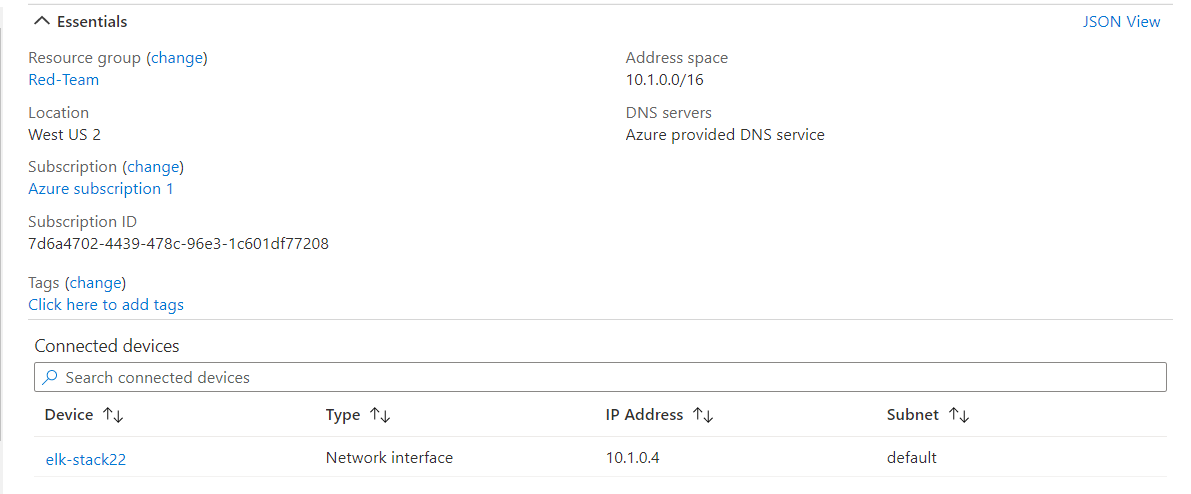 Essentials
JSON View
Resource group (change)
Red-Team
Location
West US 2
Subscription (change)
Azure subscription 1
Subscription ID
7d6a4702-4439-478c-96e3-1c601df77208
Tags (change)
Click here to add tags
Address space
10.1.0.0/16
DNS servers
Azure provided DNS service
Connected devices
Search connected devices
Device Type IP Address Subnet
elk-stack22 Network interface 10.1.0.4 default